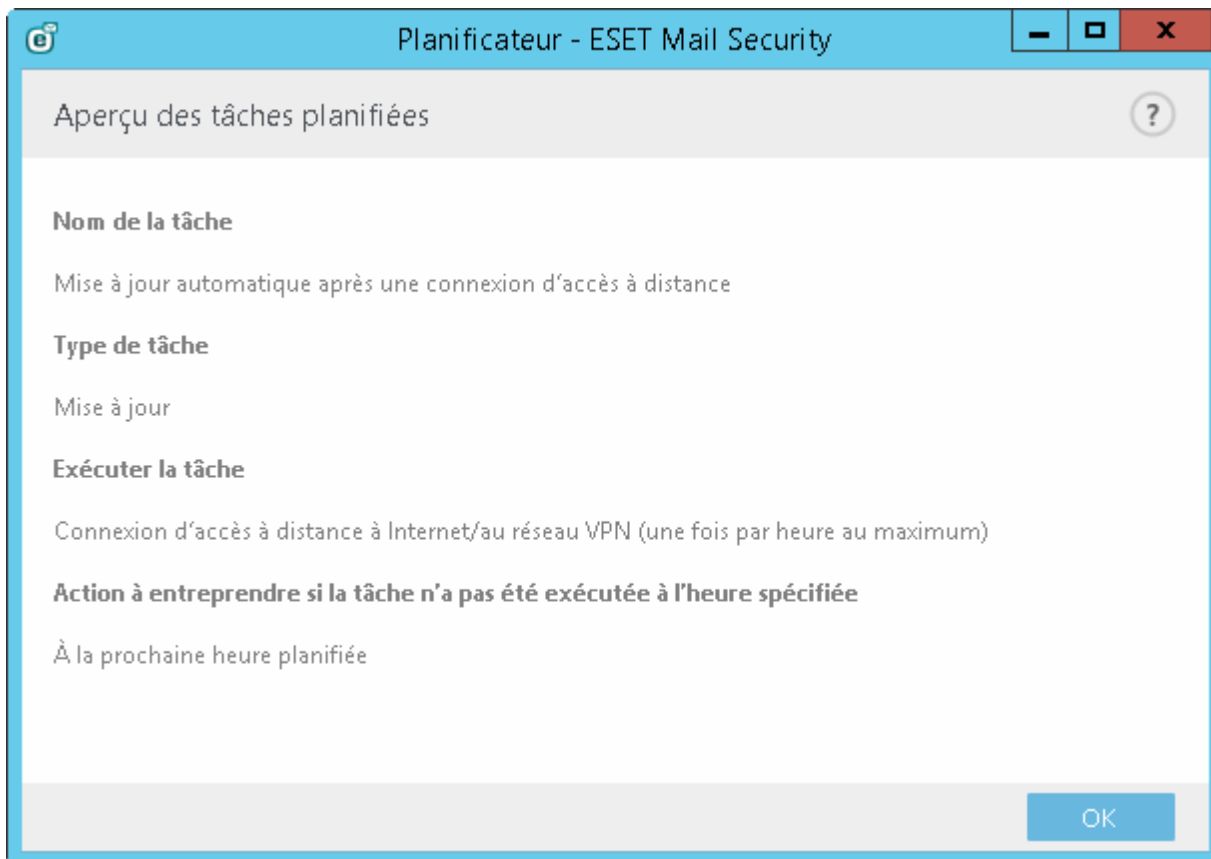 Planificateur - ESET Mail Security
Aperçu des tâches planifiées
?
Nom de la tâche
Mise à jour automatique après une connexion d’accès à distance
Type de tâche
Mise à jour
Exécuter la tâche
Connexion d’accès à distance à Internet/au réseau VPN (une fois par heure au maximum)
Action à entreprendre si la tâche n’a pas été exécutée à l’heure spécifiée
À la prochaine heure planifiée
OK